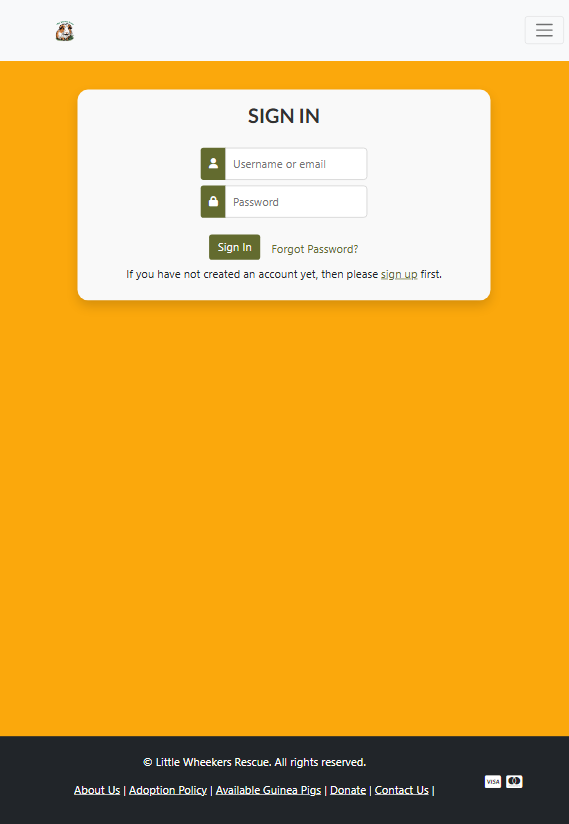 SIGN IN
Username or email
Password
Sign In Forgot Password?
If you have not created an account yet, then please sign up first.
© Little Wheekers Rescue. All rights reserved.
VISA
About Us | Adoption Policy | Available Guinea Pigs | Donate | Contact Us |